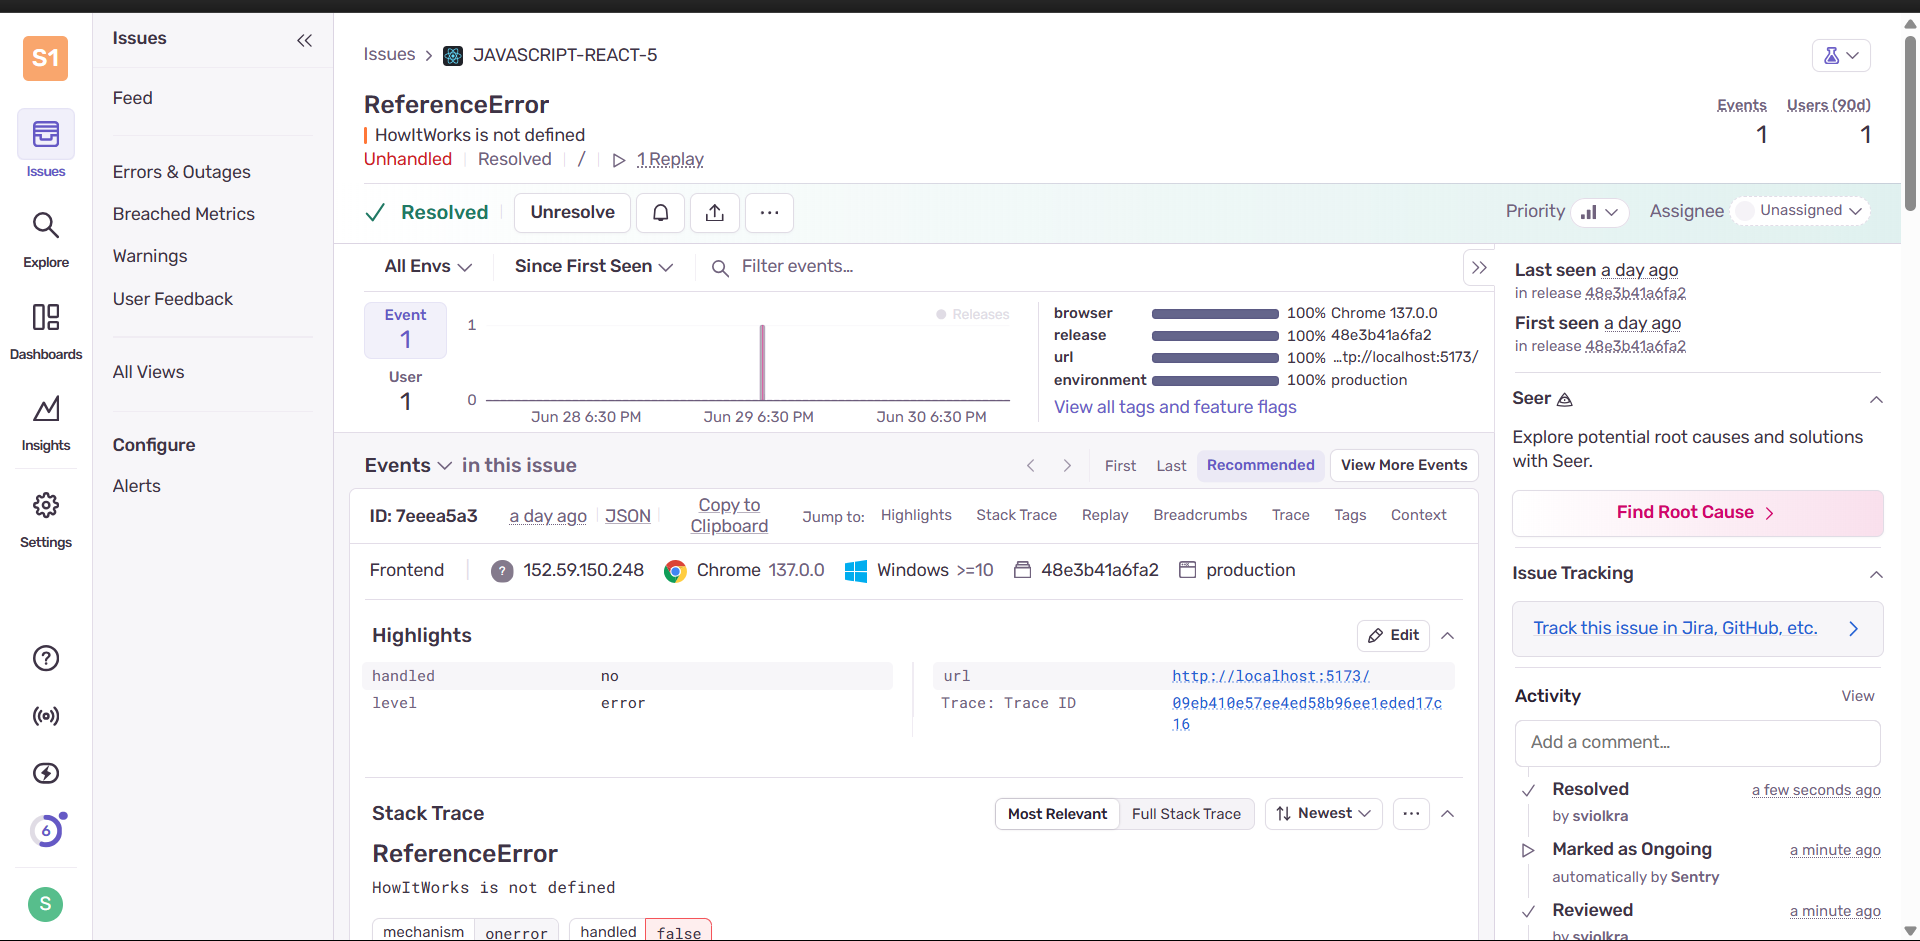 S1
Issues
Explore
Dashboards
Insights
Settings
6
S
Issues
Feed
Errors & Outages
Breached Metrics
Warnings
User Feedback
All Views
Configure
Alerts
Issues > JAVASCRIPT-REACT-5
ReferenceError
HowItWorks is not defined
Unhandled Resolved / 1 Replay
Events Users (90d)
1 1
Resolved Unresolve ...
Priority Assignee Unassigned
All Envs Since First Seen Filter events...
Event
1
User
1
1
0
Releases
Jun 28 6:30 PM Jun 29 6:30 PM Jun 30 6:30 PM
browser 100% Chrome 137.0.0
release 100% 48e3b41a6fa2
url 100% ...tp://localhost:5173/
environment 100% production
View all tags and feature flags
Events in this issue First Last Recommended View More Events
ID: 7eeea5a3 a day ago JSON Copy to Clipboard Jump to: Highlights Stack Trace Replay Breadcrumbs Trace Tags Context
Frontend ? 152.59.150.248 Chrome 137.0.0 Windows >=10 48e3b41a6fa2 production
Highlights Edit
handled no
level error
url http://localhost:5173/
Trace: Trace ID 09eb410e57ee4ed58b96ee1eded17c
16
Stack Trace Most Relevant Full Stack Trace Newest ...
ReferenceError
HowItWorks is not defined
mechanism onerror handled false
Last seen a day ago
in release 48e3b41a6fa2
First seen a day ago
in release 48e3b41a6fa2
Seer
Explore potential root causes and solutions
with Seer.
Find Root Cause >
Issue Tracking
Track this issue in Jira, GitHub, etc.
Activity View
Add a comment...
Resolved a few seconds ago
by sviolkra
Marked as Ongoing a minute ago
automatically by Sentry
Reviewed a minute ago
by sviolkra